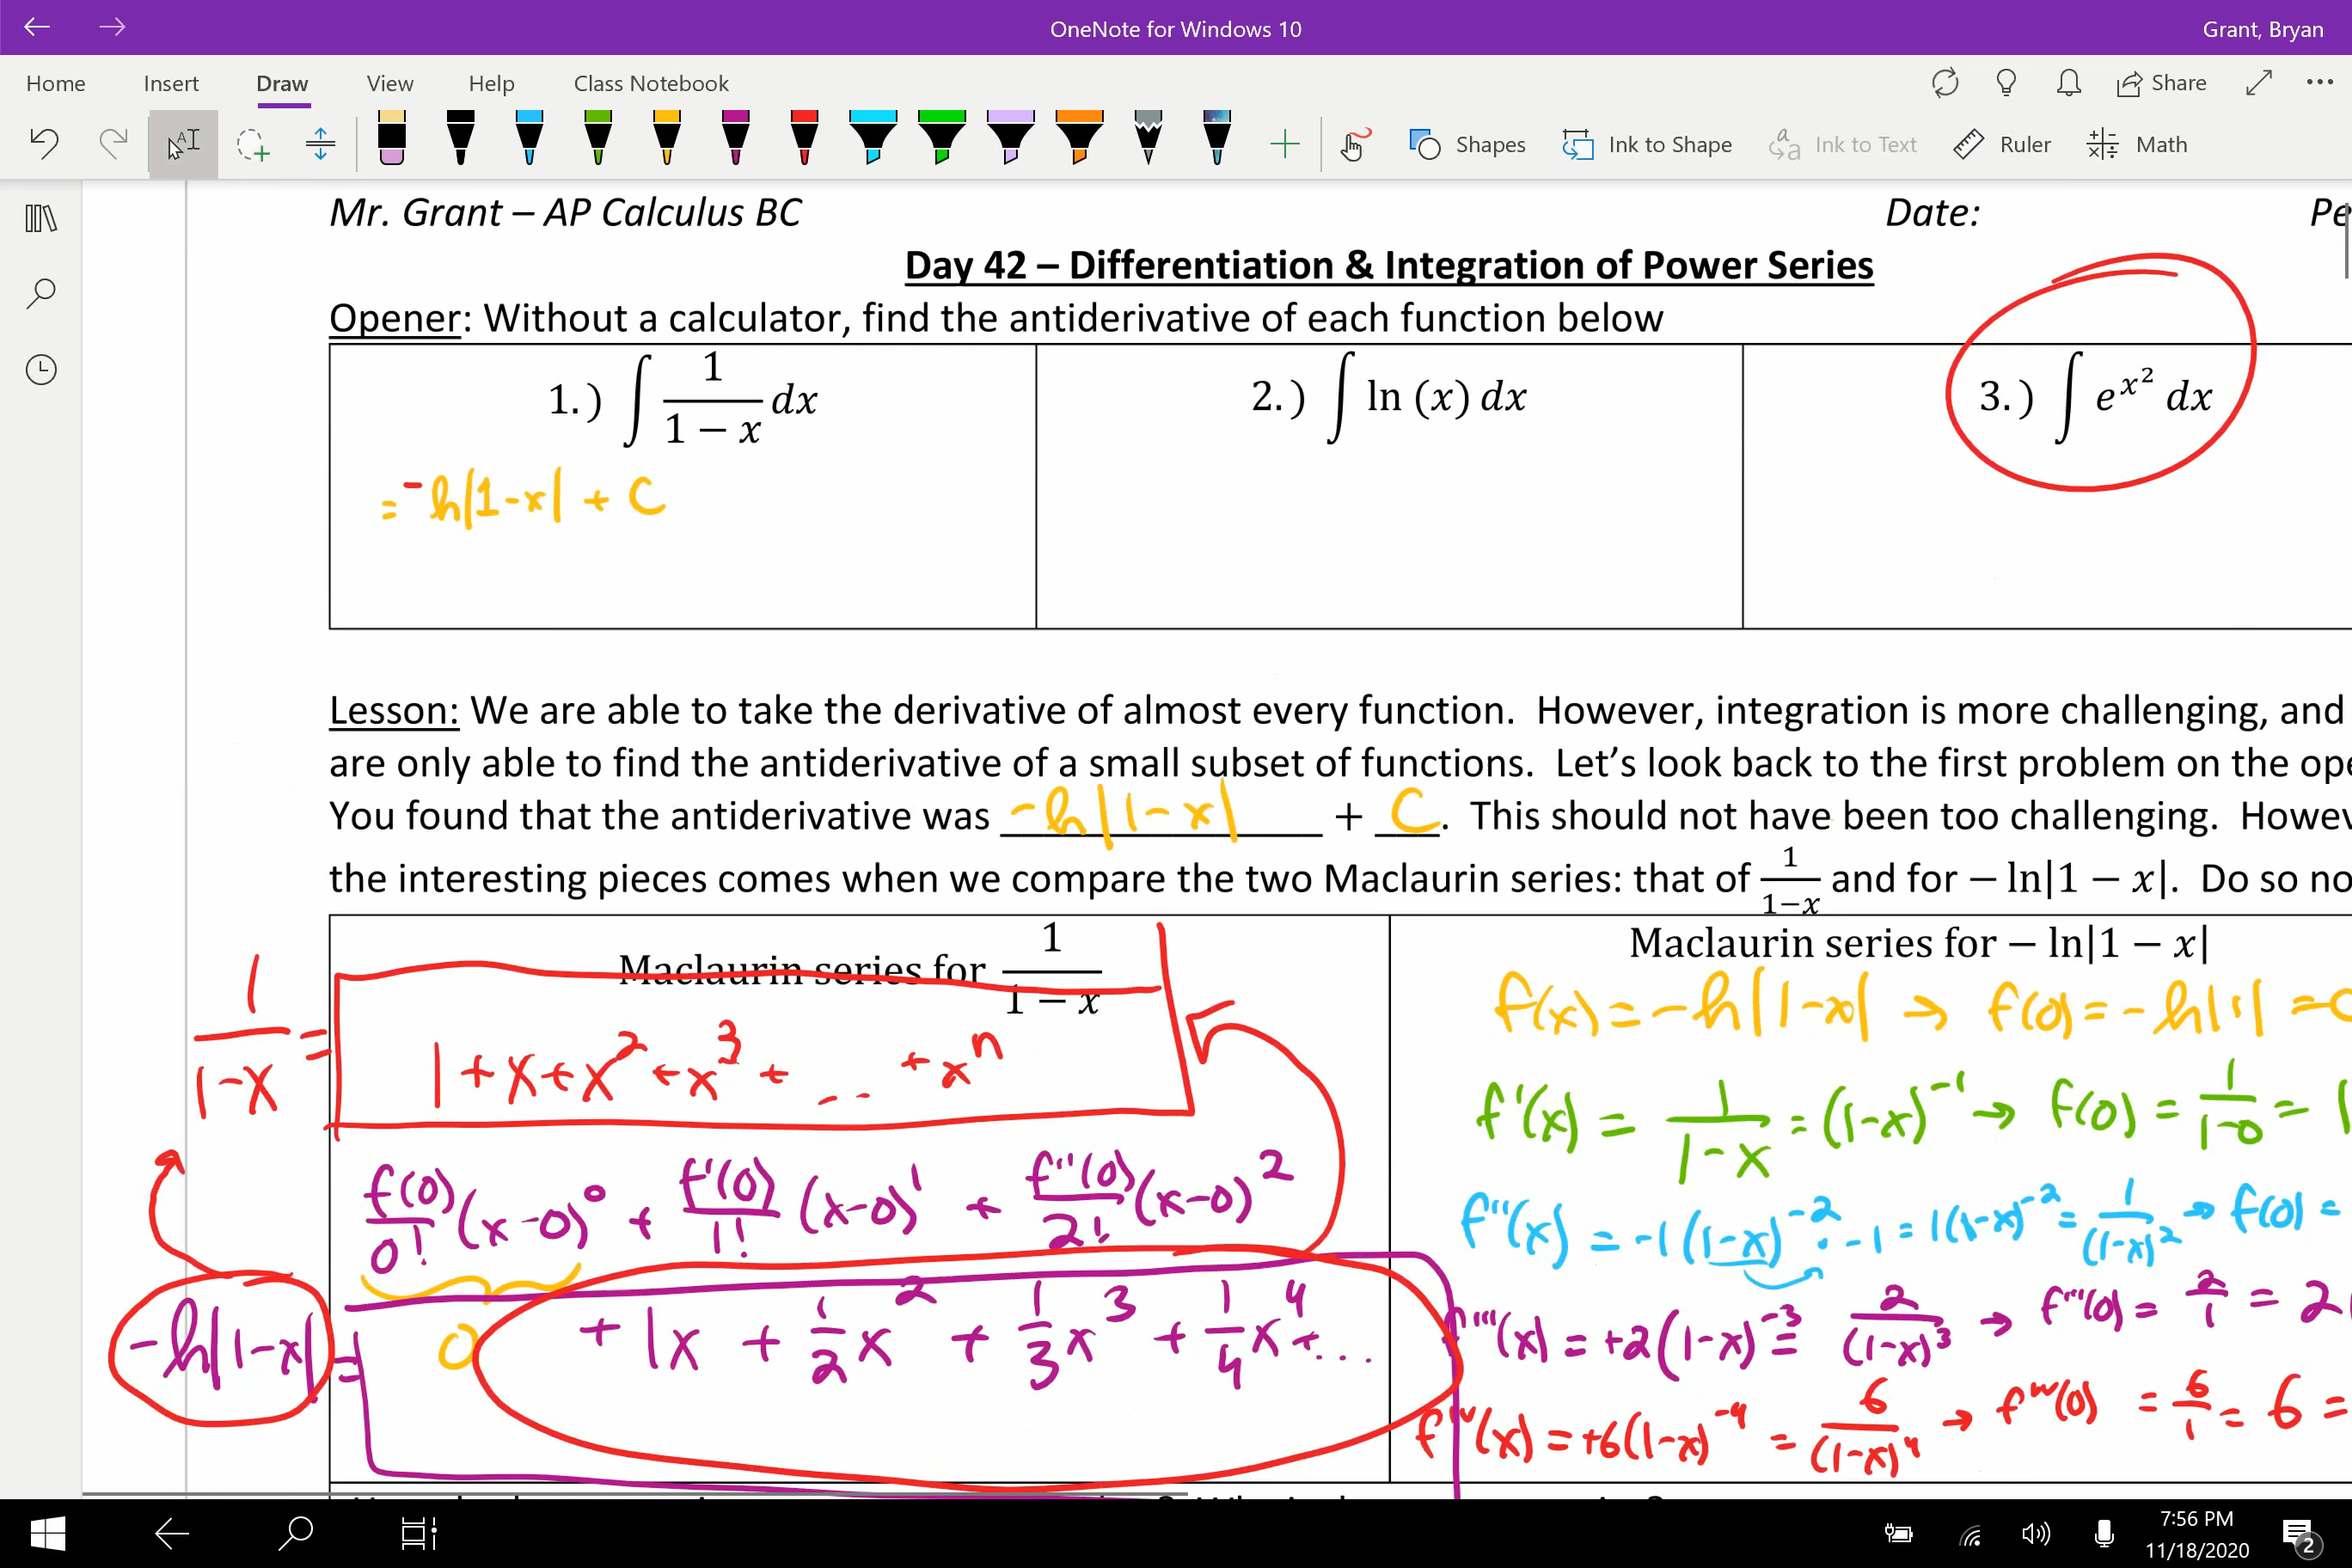 OneNote for Windows 10
Grant, Bryan
Home Insert Draw View Help Class Notebook Share
Shapes Ink to Shape Ink to Text Ruler Math
Mr. Grant – AP Calculus BC Date:
Day 42 – Differentiation & Integration of Power Series
Opener: Without a calculator, find the antiderivative of each function below
1.) ∫ 1/(1 − x) dx
2.) ∫ ln (x) dx
3.) ∫ e^(x²) dx
= -ln|1-x| + C
Lesson: We are able to take the derivative of almost every function. However, integration is more challenging, and
are only able to find the antiderivative of a small subset of functions. Let's look back to the first problem on the
You found that the antiderivative was -ln|1-x| + C. This should not have been too challenging.
the interesting pieces comes when we compare the two Maclaurin series: that of 1/(1−x) and for − ln|1 − x|. Do so
Maclaurin series for 1/(1 − x)
1/(1-x) = 1 + x + x² + x³ + ... + xⁿ
f(0)/0! (x-0)⁰ + f'(0)/1! (x-0)¹ + f''(0)/2! (x-0)²
-ln|1-x| = 0 + 1x + 1/2 x² + 1/3 x³ + 1/4 x⁴ + ...
Maclaurin series for − ln|1 − x|
f(x) = -ln|1-x| → f(0) = -ln|1| =
f'(x) = 1/(1-x) = (1-x)⁻¹ → f(0) = 1/(1-0) = 1
f''(x) = -1(1-x)⁻² · -1 = 1(1-x)⁻² = 1/(1-x)² → f(0) =
f'''(x) = +2(1-x)⁻³ = 2/(1-x)³ → f'''(0) = 2/1 = 2
f⁗(x) = +6(1-x)⁻⁴ = 6/(1-x)⁴ → f⁗(0) = 6/1 = 6 =
7:56 PM
11/18/2020
2